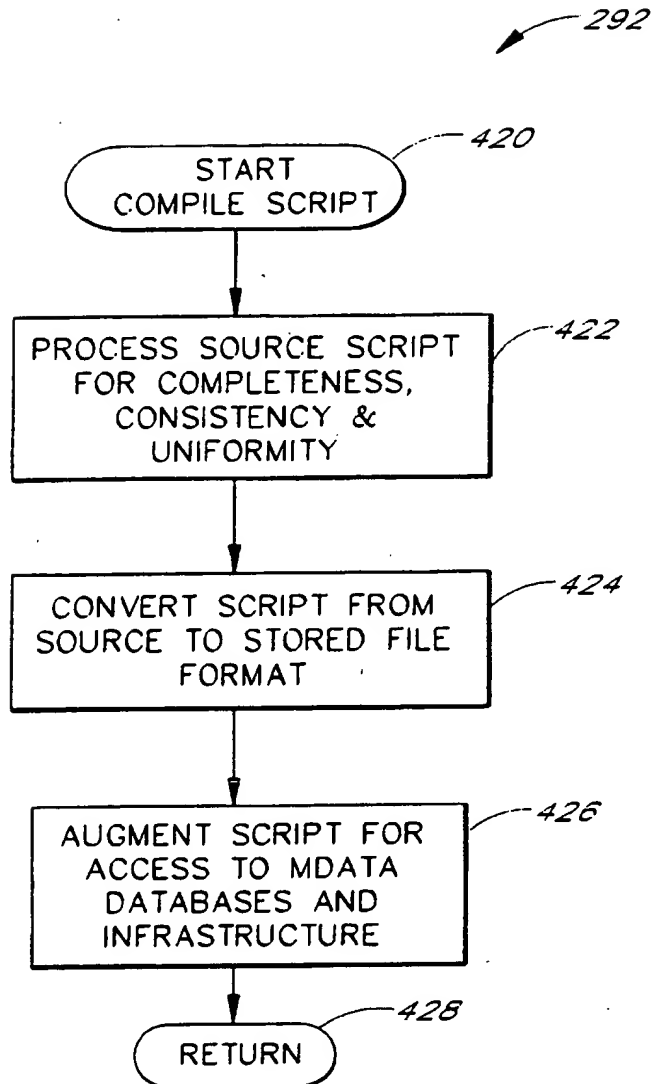 292
420
START
COMPILE SCRIPT
422
PROCESS SOURCE SCRIPT
FOR COMPLETENESS,
CONSISTENCY &
UNIFORMITY
424
CONVERT SCRIPT FROM
SOURCE TO STORED FILE
FORMAT
426
AUGMENT SCRIPT FOR
ACCESS TO MDATA
DATABASES AND
INFRASTRUCTURE
428
RETURN